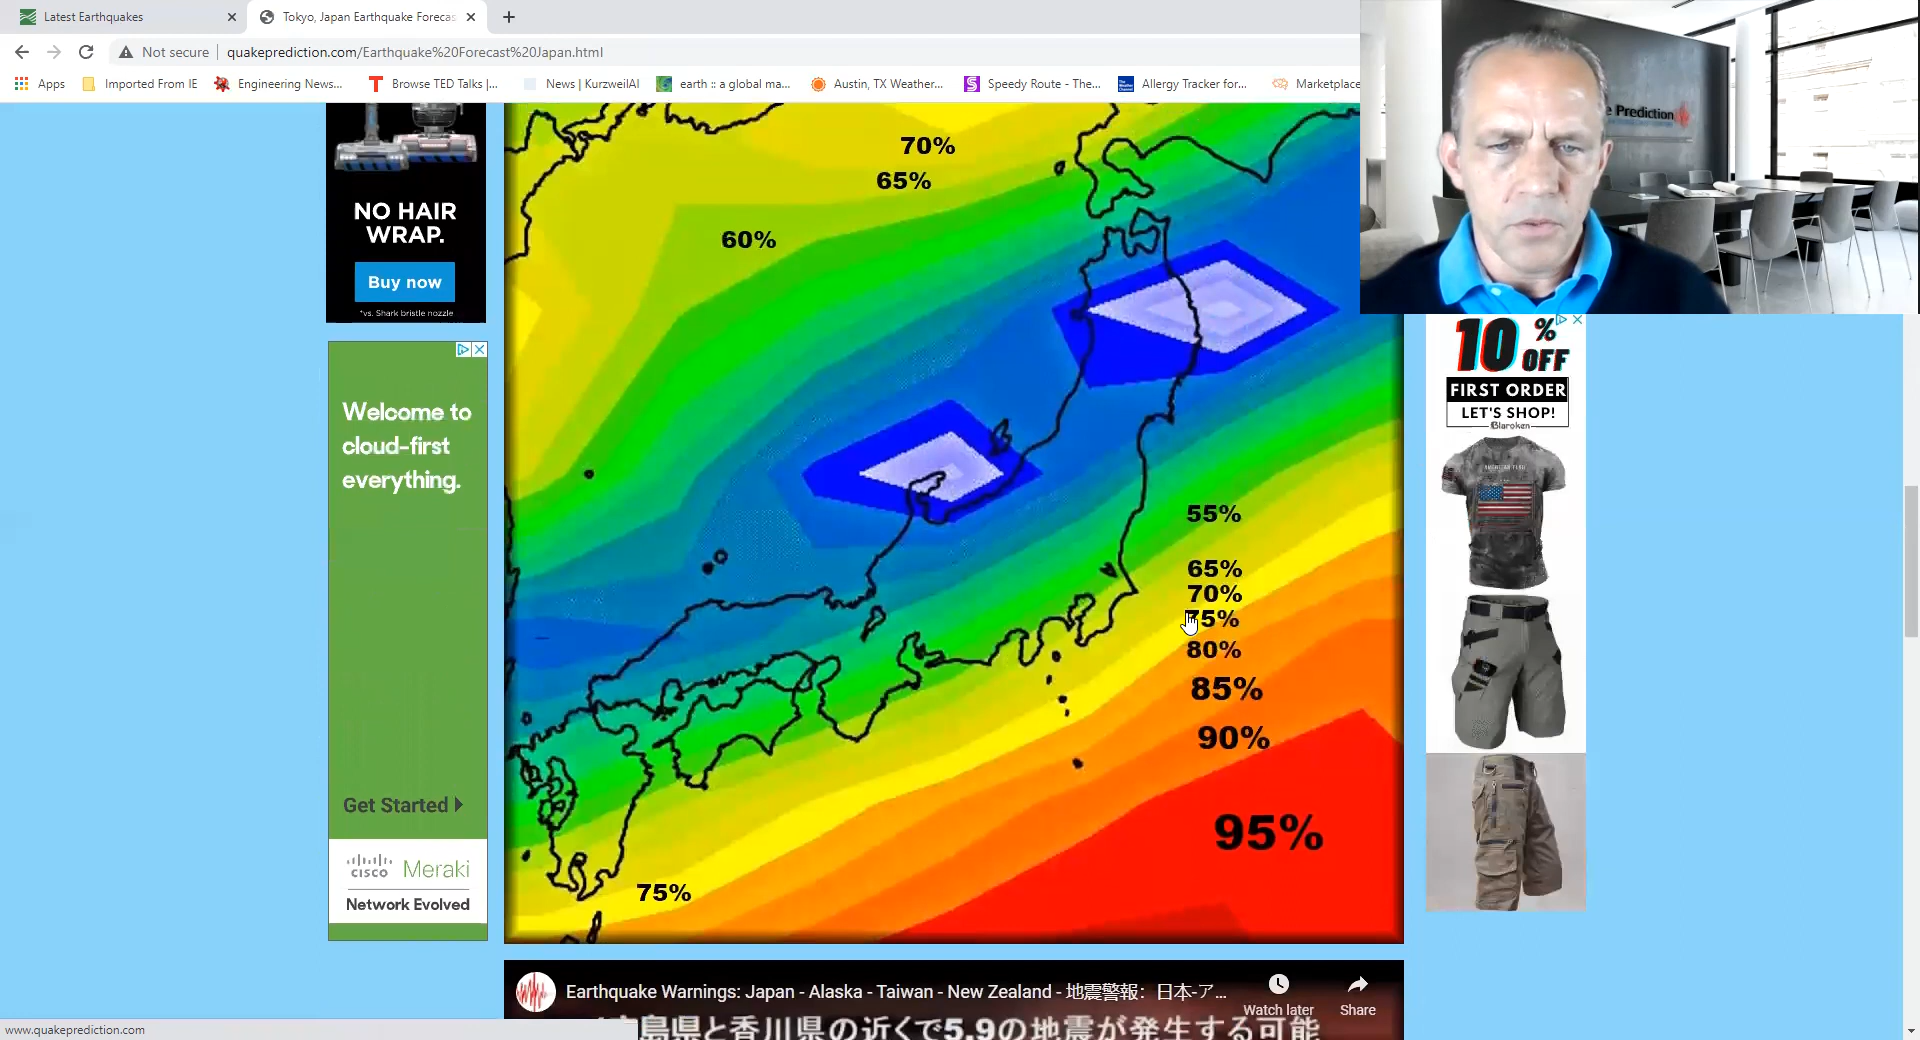 Latest Earthquakes
Tokyo, Japan Earthquake Forecas
Not secure
quakeprediction.com/Earthquake%20Forecast%20Japan.html
Apps
Imported From IE
Engineering News...
Browse TED Talks |...
News | KurzweilAI
earth :: a global ma...
Austin, TX Weather...
Speedy Route - The...
Allergy Tracker for...
Marketplace
e Prediction
NO HAIR
WRAP.
Buy now
*vs. Shark bristle nozzle
Welcome to
cloud-first
everything.
Get Started
cisco Meraki
Network Evolved
70%
65%
60%
55%
65%
70%
75%
80%
85%
90%
95%
75%
10 %
OFF
FIRST ORDER
LET'S SHOP!
Blaroken
Earthquake Warnings: Japan - Alaska - Taiwan - New Zealand - 地震警報：日本-ア...
Watch later
Share
島県と香川県の近くで5.9の地震が発生する可能
www.quakeprediction.com